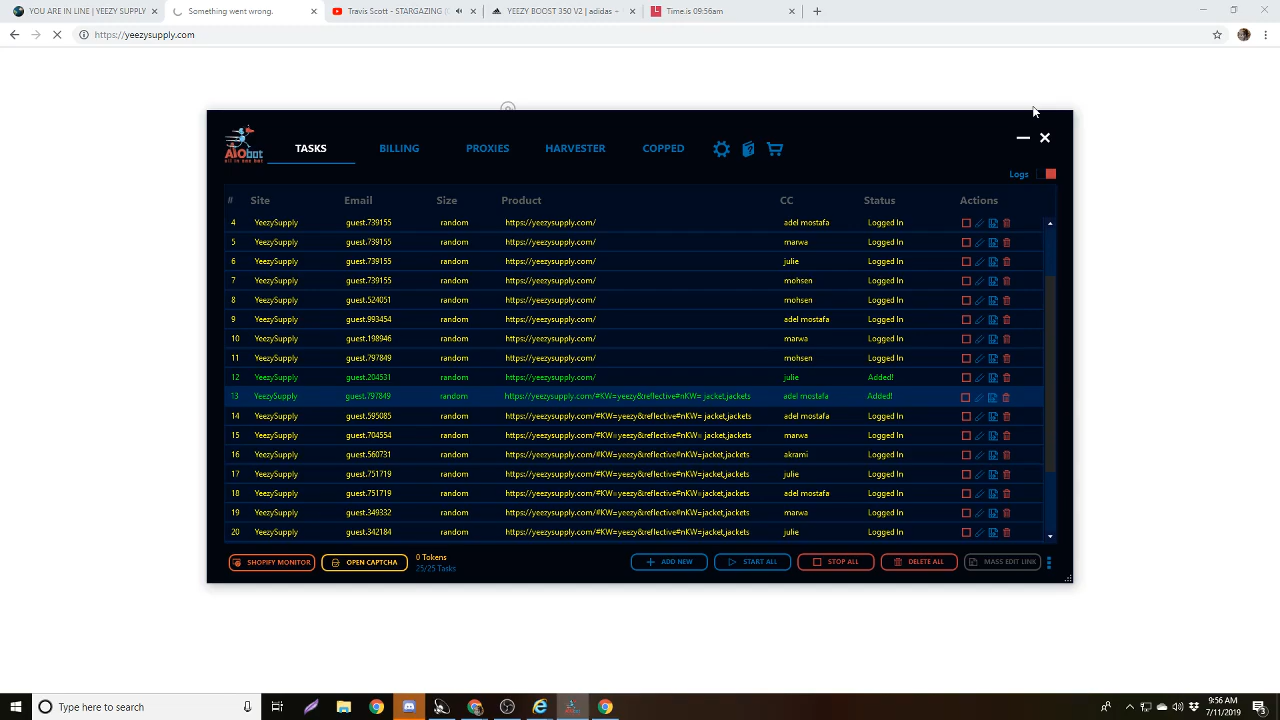 YOU ARE IN LINE | YEEZY SUPPLY
Something went wrong.
Travis Scott - STARGAZING (
YEEZY BOOST 350 V2 | adidas –
Time.is 09:56am
https://yeezysupply.com
AIObot
all in one bot
TASKS BILLING PROXIES HARVESTER COPPED
Logs
# Site Email Size Product CC Status Actions
4 YeezySupply guest.739155 random https://yeezysupply.com/ adel mostafa Logged In
5 YeezySupply guest.739155 random https://yeezysupply.com/ marwa Logged In
6 YeezySupply guest.739155 random https://yeezysupply.com/ julie Logged In
7 YeezySupply guest.739155 random https://yeezysupply.com/ mohsen Logged In
8 YeezySupply guest.524051 random https://yeezysupply.com/ mohsen Logged In
9 YeezySupply guest.993454 random https://yeezysupply.com/ adel mostafa Logged In
10 YeezySupply guest.198946 random https://yeezysupply.com/ marwa Logged In
11 YeezySupply guest.797849 random https://yeezysupply.com/ mohsen Logged In
12 YeezySupply guest.204531 random https://yeezysupply.com/ julie Added!
13 YeezySupply guest.797849 random https://yeezysupply.com/#KW=yeezy&reflective#nKW= jacket,jackets adel mostafa Added!
14 YeezySupply guest.595085 random https://yeezysupply.com/#KW=yeezy&reflective#nKW= jacket,jackets adel mostafa Logged In
15 YeezySupply guest.704554 random https://yeezysupply.com/#KW=yeezy&reflective#nKW= jacket,jackets marwa Logged In
16 YeezySupply guest.560731 random https://yeezysupply.com/#KW=yeezy&reflective#nKW=jacket,jackets akrami Logged In
17 YeezySupply guest.751719 random https://yeezysupply.com/#KW=yeezy&reflective#nKW=jacket,jackets julie Logged In
18 YeezySupply guest.751719 random https://yeezysupply.com/#KW=yeezy&reflective#nKW=jacket,jackets adel mostafa Logged In
19 YeezySupply guest.349332 random https://yeezysupply.com/#KW=yeezy&reflective#nKW=jacket,jackets marwa Logged In
20 YeezySupply guest.342184 random https://yeezysupply.com/#KW=yeezy&reflective#nKW=jacket,jackets julie Logged In
SHOPIFY MONITOR OPEN CAPTCHA 0 Tokens
25/25 Tasks
ADD NEW START ALL STOP ALL DELETE ALL MASS EDIT LINK
Type here to search
9:56 AM
7/11/2019